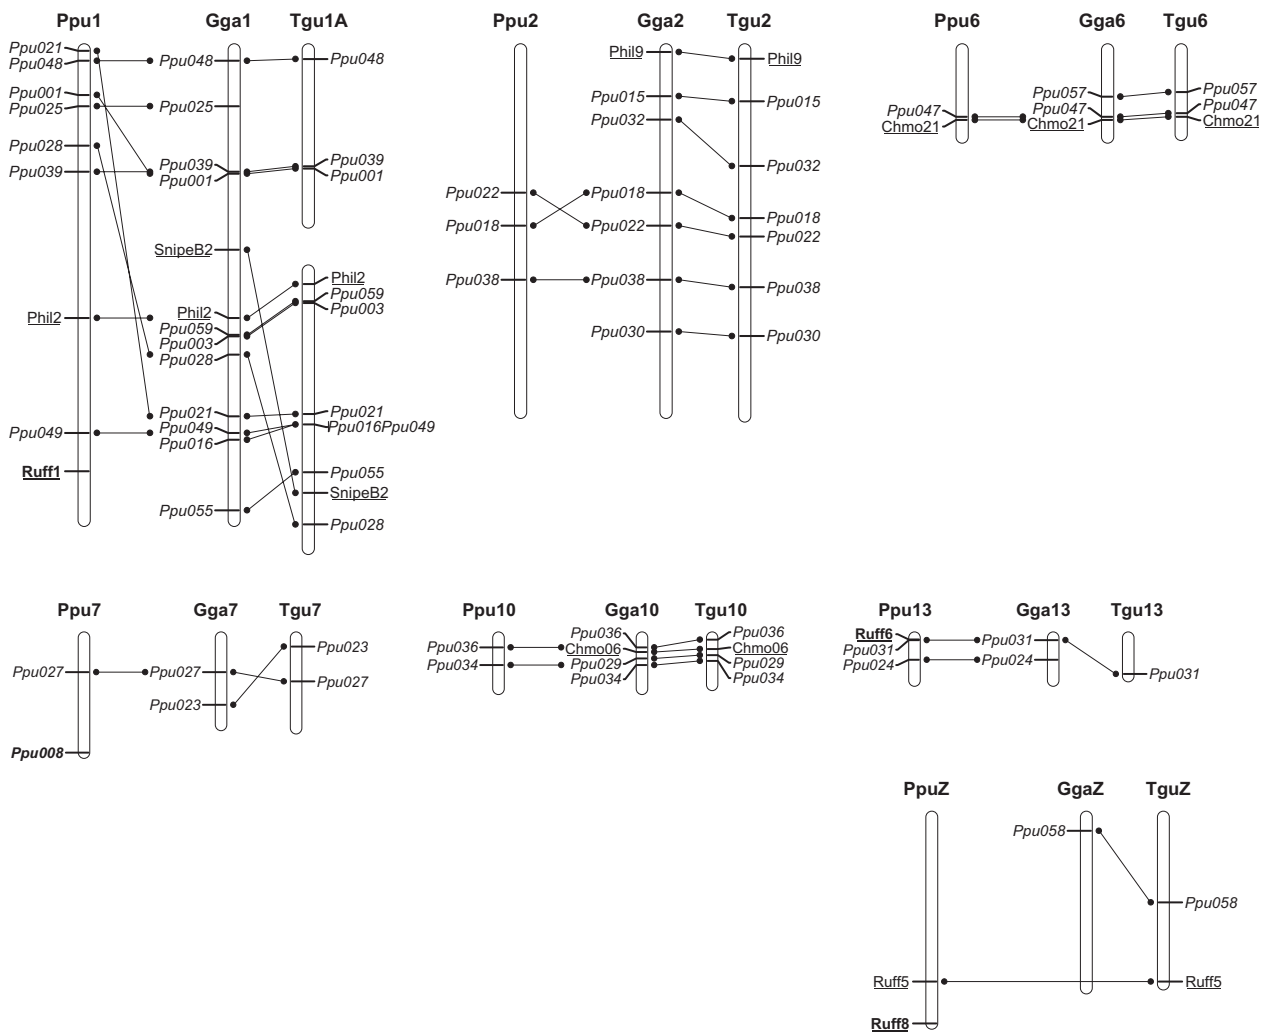 Ppu1 Gga1 Tgu1A
Ppu021
Ppu048 Ppu048 Ppu048
Ppu001
Ppu025 Ppu025
Ppu028
Ppu039 Ppu039 Ppu039
Ppu001 Ppu001
SnipeB2
Phil2 Phil2 Phil2
Ppu059 Ppu059
Ppu003 Ppu003
Ppu028
Ppu021 Ppu021
Ppu049 Ppu049 Ppu016Ppu049
Ppu016
Ruff1 Ppu055
SnipeB2
Ppu055 Ppu028
Ppu2 Gga2 Tgu2
Phil9 Phil9
Ppu015 Ppu015
Ppu032 Ppu032
Ppu022 Ppu018 Ppu018
Ppu018 Ppu022 Ppu022
Ppu038 Ppu038 Ppu038
Ppu030 Ppu030
Ppu6 Gga6 Tgu6
Ppu057 Ppu057
Ppu047 Ppu047 Ppu047
Chmo21 Chmo21 Chmo21
Ppu7 Gga7 Tgu7
Ppu023
Ppu027 Ppu027 Ppu027
Ppu023
Ppu008
Ppu10 Gga10 Tgu10
Ppu036 Ppu036 Ppu036
Chmo06 Chmo06
Ppu034 Ppu029 Ppu029
Ppu034 Ppu034
Ppu13 Gga13 Tgu13
Ruff6
Ppu031 Ppu031
Ppu024 Ppu024 Ppu031
PpuZ GgaZ TguZ
Ppu058
Ppu058
Ruff5 Ruff5
Ruff8